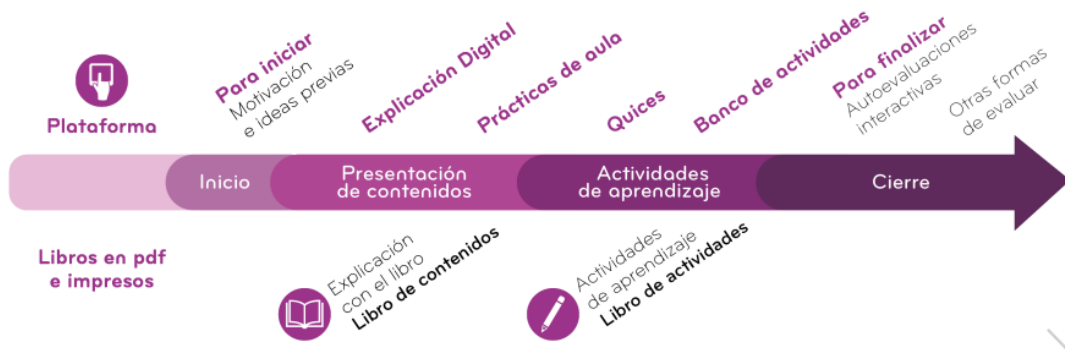 Plataforma
Para iniciar
Motivación
e ideas previas
Explicación Digital
Prácticas de aula
Quices
Banco de actividades
Para finalizar
Autoevaluaciones
interactivas
Otras formas
de evaluar
Inicio
Presentación
de contenidos
Actividades
de aprendizaje
Cierre
Libros en pdf
e impresos
Explicación
con el libro
Libro de contenidos
Actividades
de aprendizaje
Libro de actividades